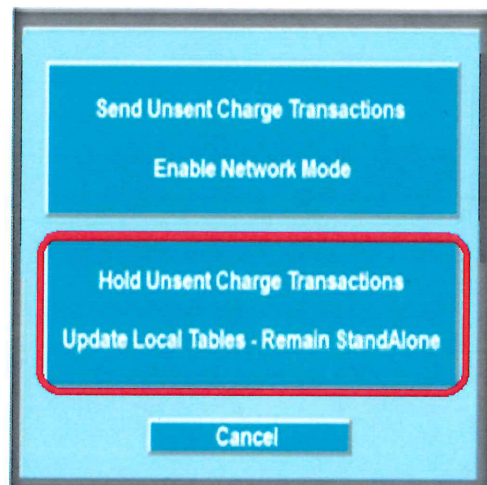 Send Unsent Charge Transactions
Enable Network Mode
Hold Unsent Charge Transactions
Update Local Tables - Remain StandAlone
Cancel